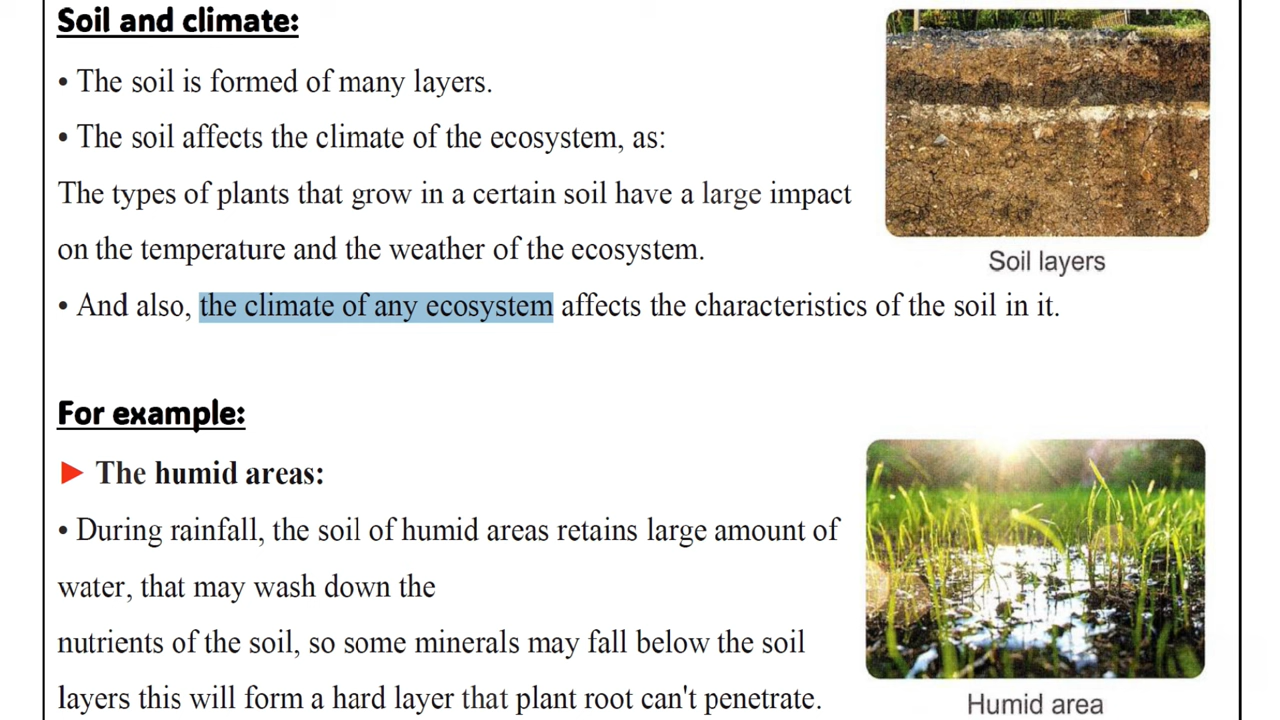 Soil and climate:
• The soil is formed of many layers.
• The soil affects the climate of the ecosystem, as:
The types of plants that grow in a certain soil have a large impact
on the temperature and the weather of the ecosystem.
Soil layers
• And also, the climate of any ecosystem affects the characteristics of the soil in it.
For example:
► The humid areas:
• During rainfall, the soil of humid areas retains large amount of
water, that may wash down the
nutrients of the soil, so some minerals may fall below the soil
layers this will form a hard layer that plant root can't penetrate.
Humid area